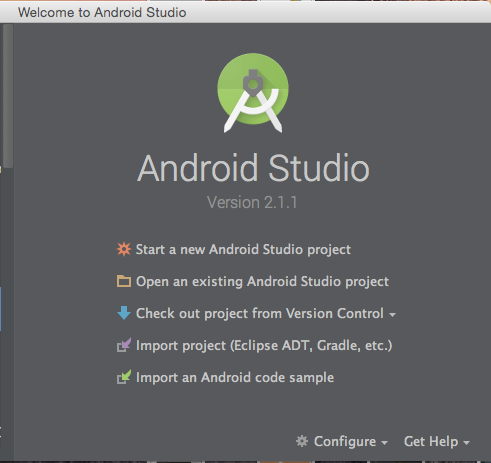 Welcome to Android Studio
Android Studio
Version 2.1.1
Start a new Android Studio project
Open an existing Android Studio project
Check out project from Version Control
Import project (Eclipse ADT, Gradle, etc.)
Import an Android code sample
Configure Get Help